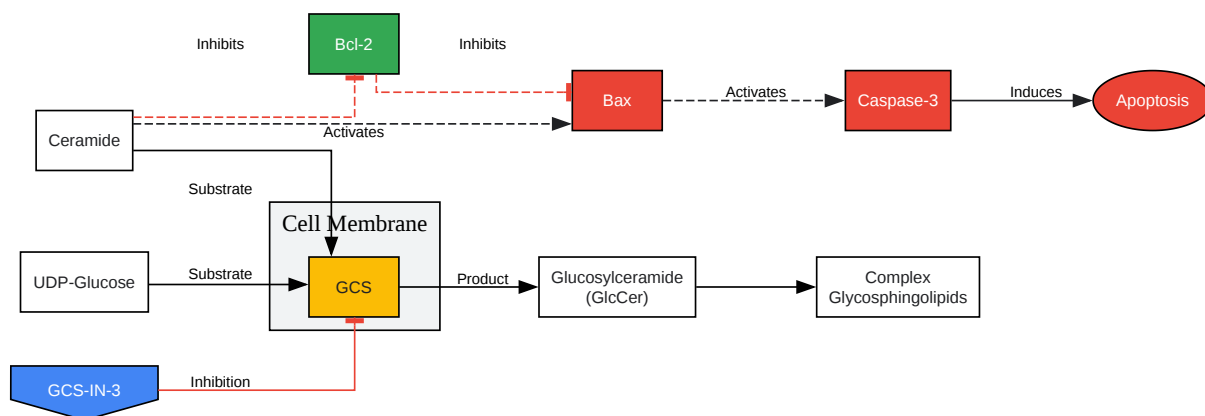 Inhibits
Bcl-2
Inhibits
Bax
Activates
Caspase-3
Induces
Apoptosis
Ceramide
Activates
Substrate
Cell Membrane
UDP-Glucose
Substrate
GCS
Product
Glucosylceramide
(GlcCer)
Complex
Glycosphingolipids
GCS-IN-3
Inhibition